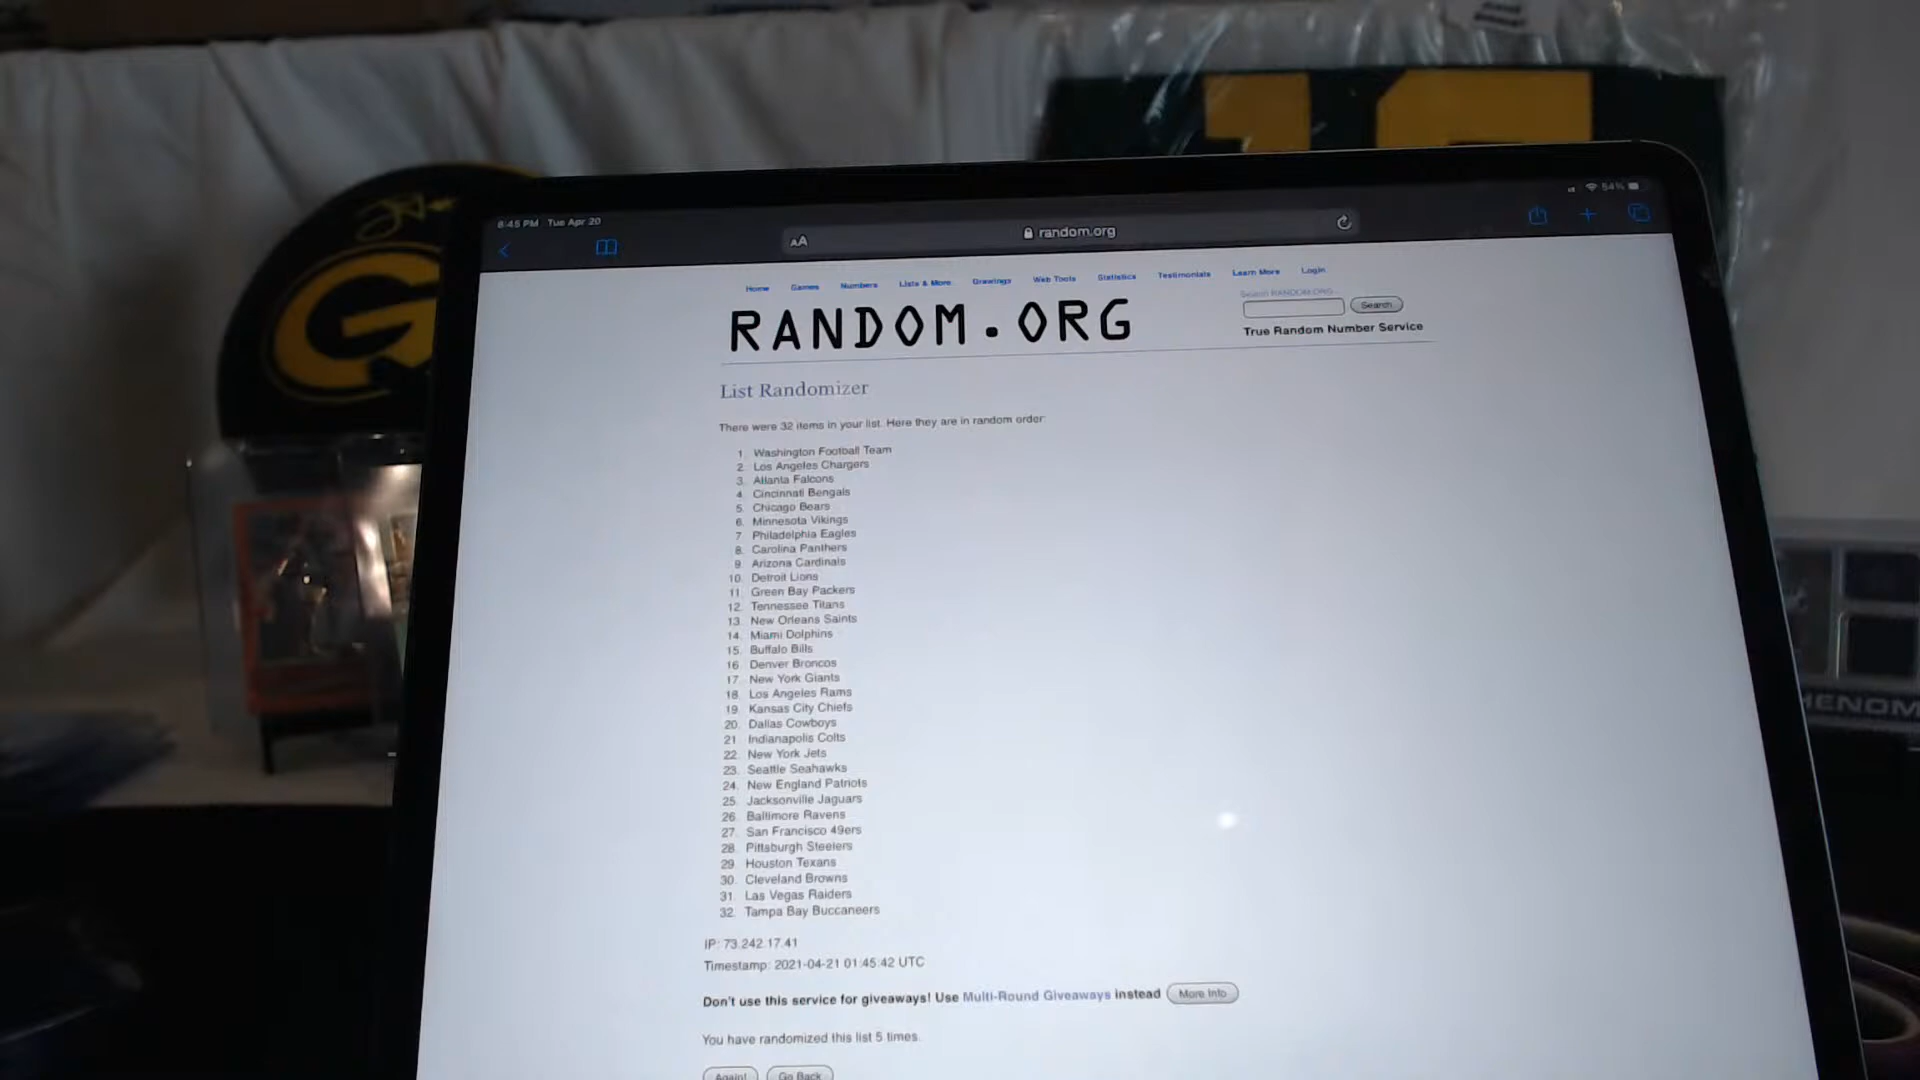 8:45 PM Tue Apr 20
54%
AA
random.org
Home Games Numbers Lists & More Drawings Web Tools Statistics Testimonials Learn More Login
Search RANDOM.ORG...
Search
RANDOM.ORG
True Random Number Service
List Randomizer
There were 32 items in your list. Here they are in random order:
1. Washington Football Team
2. Los Angeles Chargers
3. Atlanta Falcons
4. Cincinnati Bengals
5. Chicago Bears
6. Minnesota Vikings
7. Philadelphia Eagles
8. Carolina Panthers
9. Arizona Cardinals
10. Detroit Lions
11. Green Bay Packers
12. Tennessee Titans
13. New Orleans Saints
14. Miami Dolphins
15. Buffalo Bills
16. Denver Broncos
17. New York Giants
18. Los Angeles Rams
19. Kansas City Chiefs
20. Dallas Cowboys
21. Indianapolis Colts
22. New York Jets
23. Seattle Seahawks
24. New England Patriots
25. Jacksonville Jaguars
26. Baltimore Ravens
27. San Francisco 49ers
28. Pittsburgh Steelers
29. Houston Texans
30. Cleveland Browns
31. Las Vegas Raiders
32. Tampa Bay Buccaneers
IP: 73.242.17.41
Timestamp: 2021-04-21 01:45:42 UTC
Don't use this service for giveaways! Use Multi-Round Giveaways instead More Info
You have randomized this list 5 times.
Again! Go Back
G
HENOM